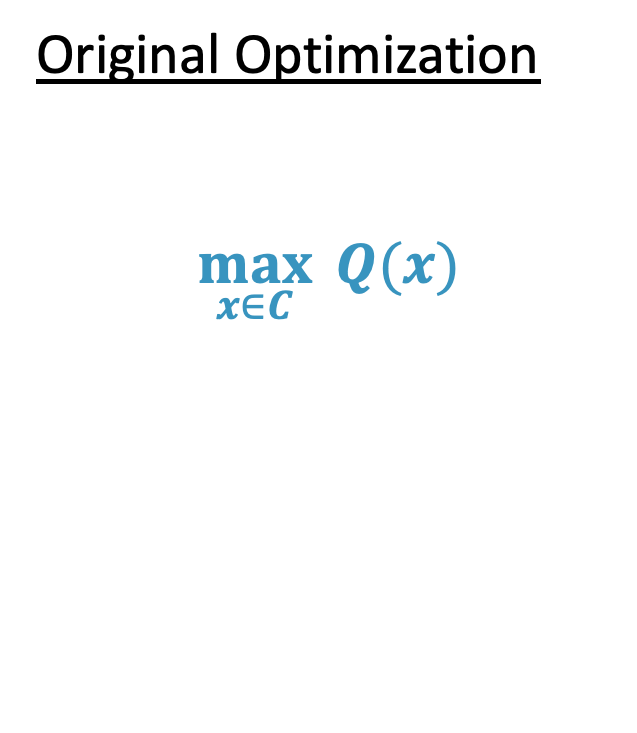 Original Optimization
max Q(x)
x∈C